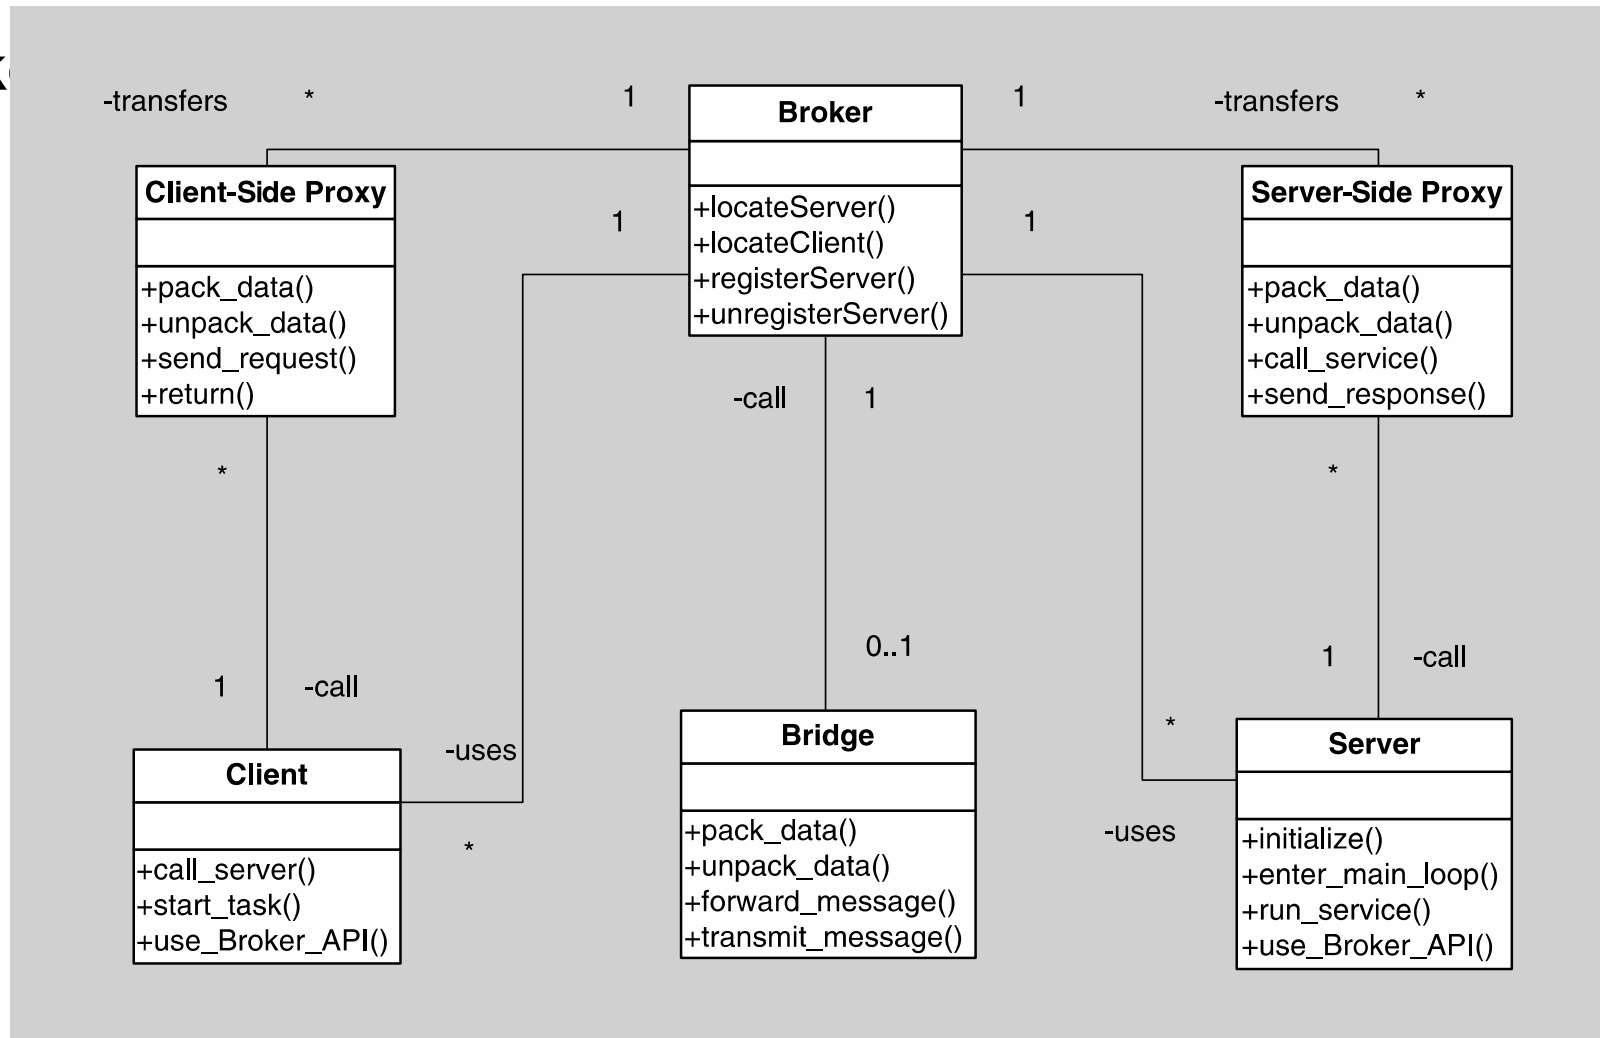 -transfers
*
1
Broker
+locateServer()
+locateClient()
+registerServer()
+unregisterServer()
1
-transfers
*
Client-Side Proxy
+pack_data()
+unpack_data()
+send_request()
+return()
1
1
Server-Side Proxy
+pack_data()
+unpack_data()
+call_service()
+send_response()
-call
1
*
*
0..1
1
-call
1
-call
-uses
*
Client
+call_server()
+start_task()
+use_Broker_API()
*
Bridge
+pack_data()
+unpack_data()
+forward_message()
+transmit_message()
-uses
Server
+initialize()
+enter_main_loop()
+run_service()
+use_Broker_API()